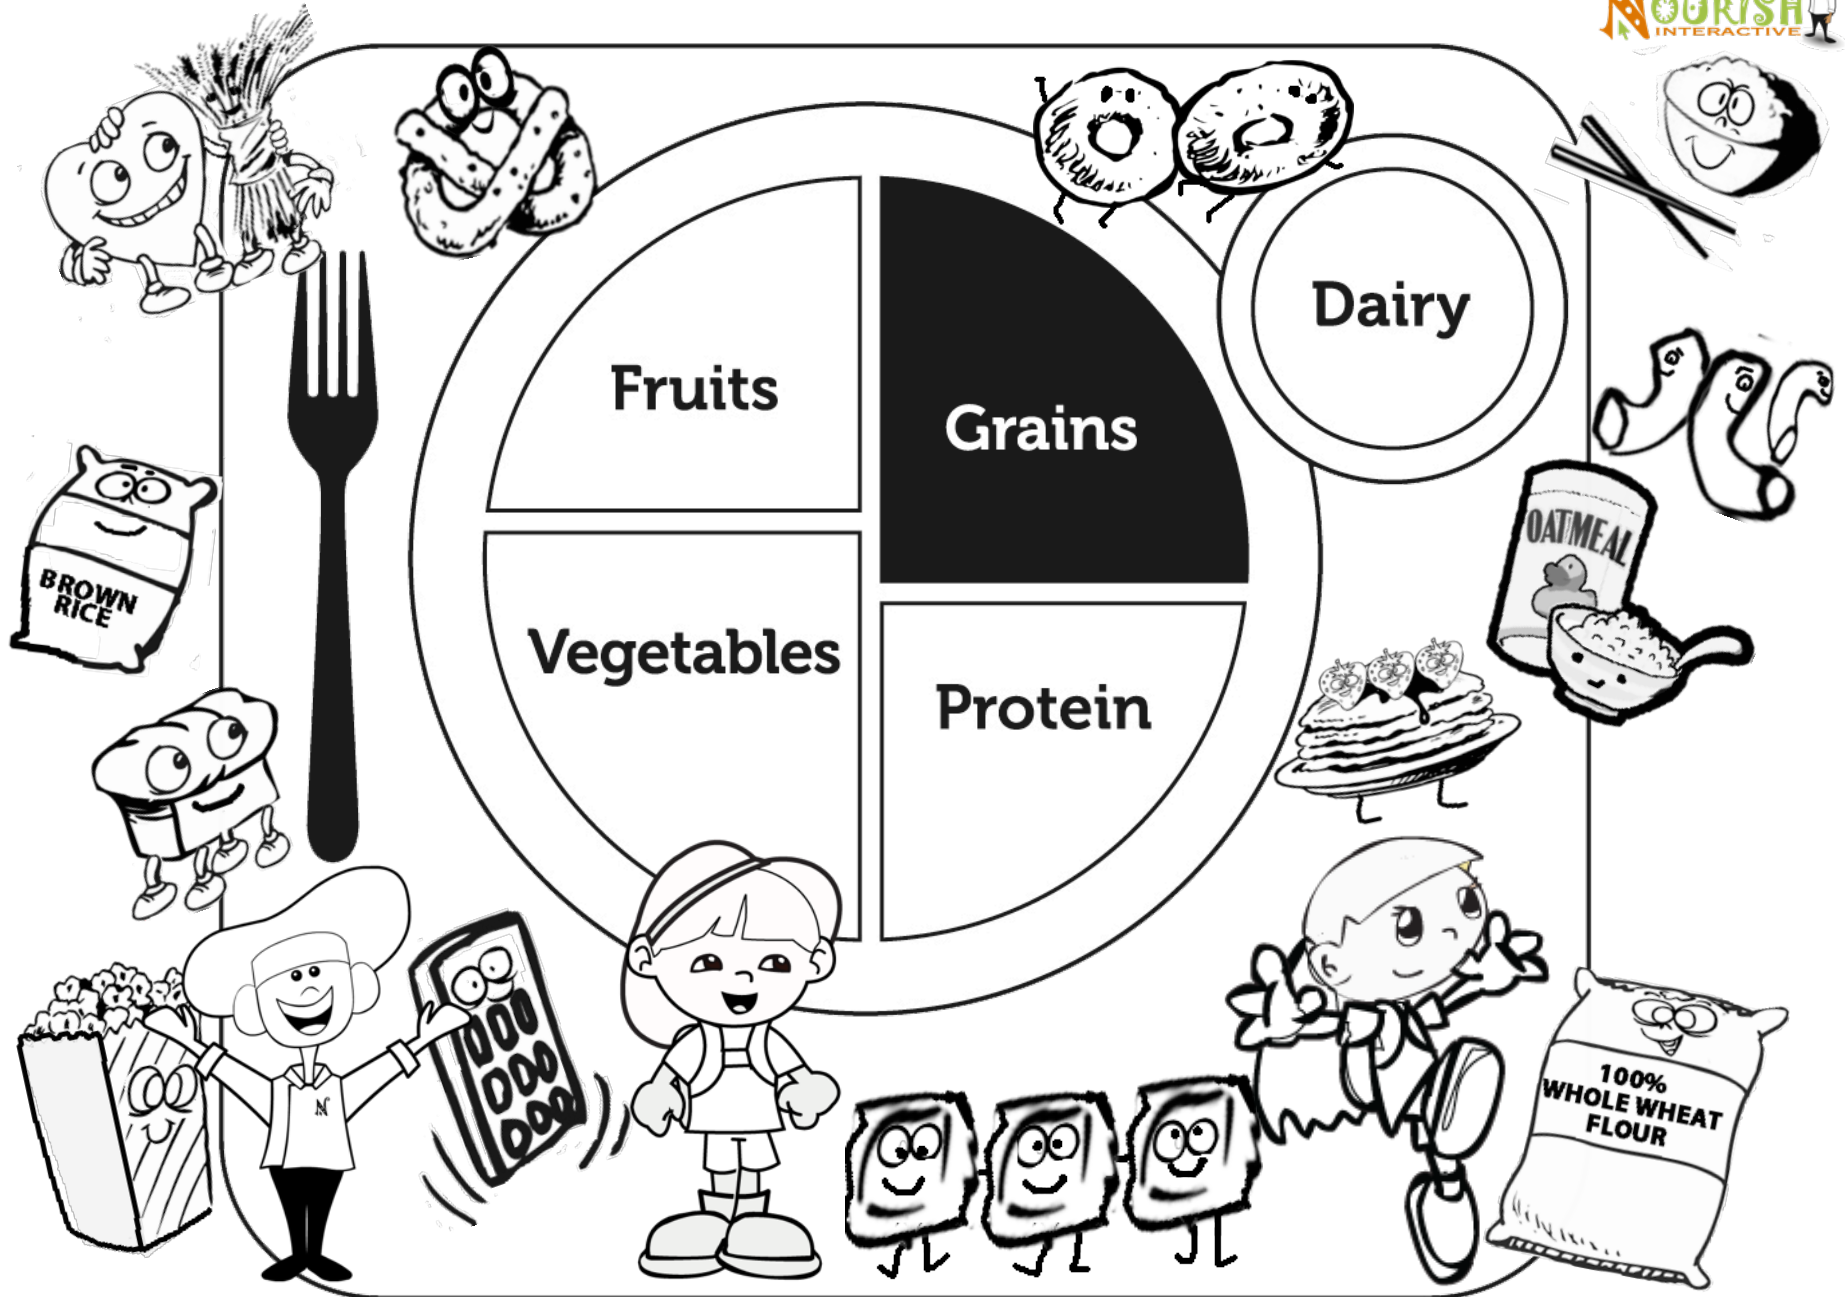 NOURISH
INTERACTIVE
Fruits
Grains
Dairy
Vegetables
Protein
BROWN
RICE
OATMEAL
N
100%
WHOLE WHEAT
FLOUR